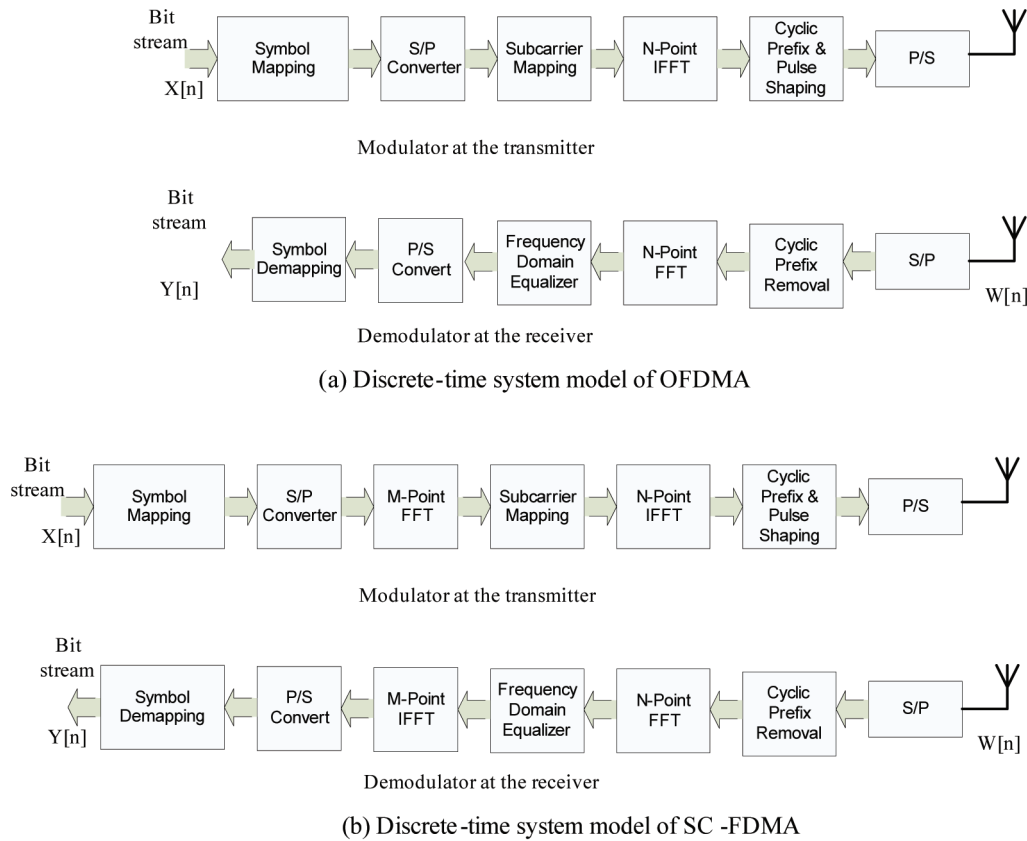 Bit
stream
X[n]
Symbol
Mapping
S/P
Converter
Subcarrier
Mapping
N-Point
IFFT
Cyclic
Prefix &
Pulse
Shaping
P/S
Modulator at the transmitter
Bit
stream
Y[n]
Symbol
Demapping
P/S
Convert
Frequency
Domain
Equalizer
N-Point
FFT
Cyclic
Prefix
Removal
S/P
W[n]
Demodulator at the receiver
(a) Discrete-time system model of OFDMA
Bit
stream
X[n]
Symbol
Mapping
S/P
Converter
M-Point
FFT
Subcarrier
Mapping
N-Point
IFFT
Cyclic
Prefix &
Pulse
Shaping
P/S
Modulator at the transmitter
Bit
stream
Y[n]
Symbol
Demapping
P/S
Convert
M-Point
IFFT
Frequency
Domain
Equalizer
N-Point
FFT
Cyclic
Prefix
Removal
S/P
W[n]
Demodulator at the receiver
(b) Discrete-time system model of SC -FDMA